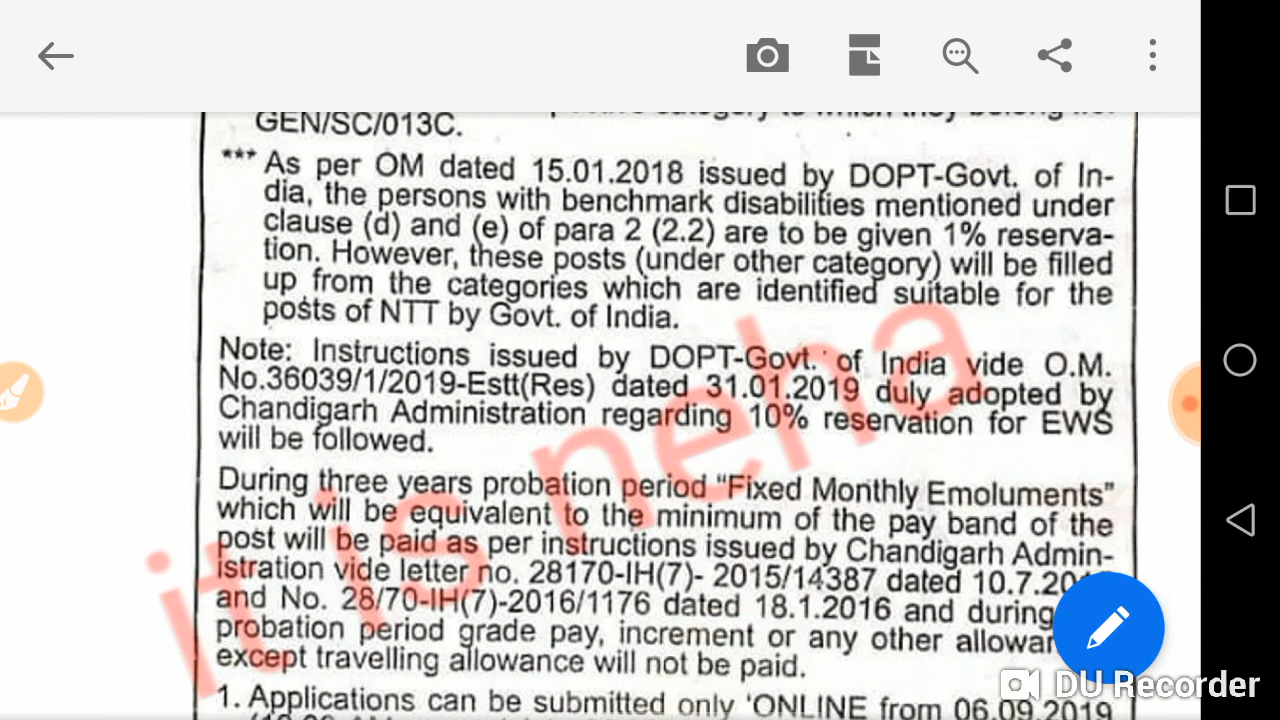 GEN/SC/013C.
*** As per OM dated 15.01.2018 issued by DOPT-Govt. of In-
dia, the persons with benchmark disabilities mentioned under
clause (d) and (e) of para 2 (2.2) are to be given 1% reserva-
tion. However, these posts (under other category) will be filled
up from the categories which are identified suitable for the
posts of NTT by Govt. of India.
Note: Instructions issued by DOPT-Govt. of India vide O.M.
No.36039/1/2019-Estt(Res) dated 31.01.2019 duly adopted by
Chandigarh Administration regarding 10% reservation for EWS
will be followed.
During three years probation period “Fixed Monthly Emoluments”
which will be equivalent to the minimum of the pay band of the
post will be paid as per instructions issued by Chandigarh Admin-
istration vide letter no. 28170-IH(7)- 2015/14387 dated
and No. 28/70-IH(7)-2016/1176 dated 18.1.2016 and during
probation period grade pay, increment or any other
except travelling allowance will not be paid.
1. Applications can be submitted only 'ONLINE from 06.09.2019
it is neha
DU Recorder